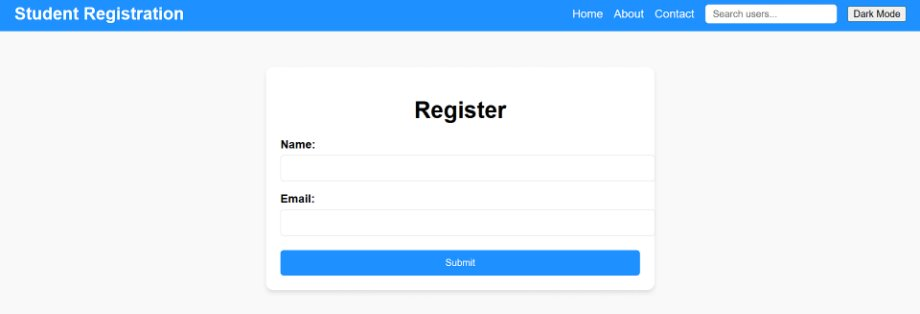 Student Registration
Home About Contact Search users... Dark Mode
Register
Name:
Email:
Submit